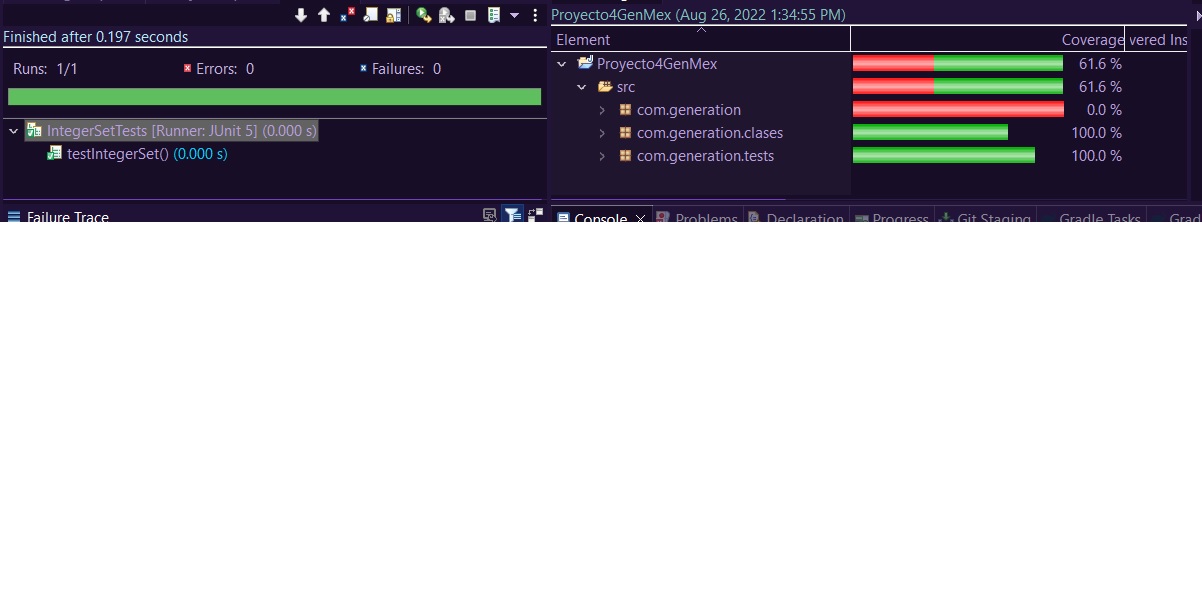 Finished after 0.197 seconds
Runs: 1/1
Errors: 0
Failures: 0
IntegerSetTests [Runner: JUnit 5] (0.000 s)
testIntegerSet() (0.000 s)
Failure Trace
Proyecto4GenMex (Aug 26, 2022 1:34:55 PM)
Element
Coverage
vered Ins
Proyecto4GenMex
61.6 %
src
61.6 %
com.generation
0.0 %
com.generation.clases
100.0 %
com.generation.tests
100.0 %
Console
Problems
Declaration
Progress
Git Staging
Gradle Tasks
Grad